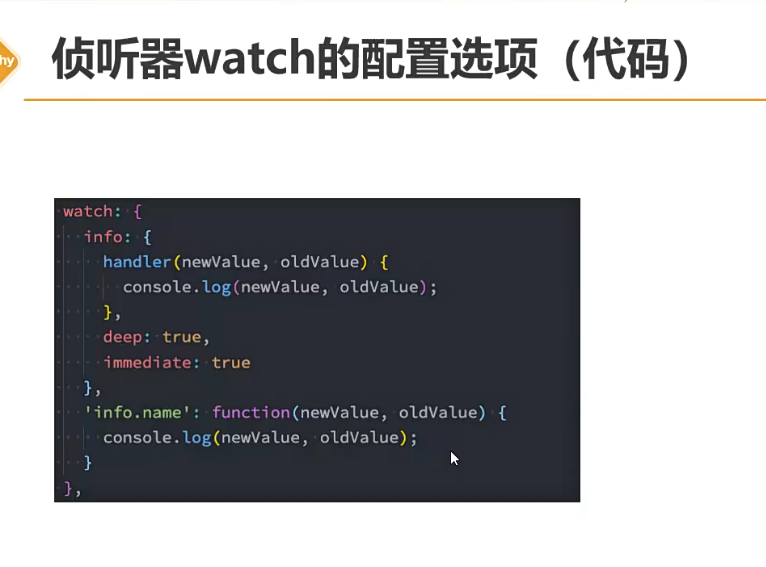 hy
侦听器watch的配置选项（代码）
watch: {
info: {
handler(newValue, oldValue) {
console.log(newValue, oldValue);
},
deep: true,
immediate: true
},
'info.name': function(newValue, oldValue) {
console.log(newValue, oldValue);
}
},